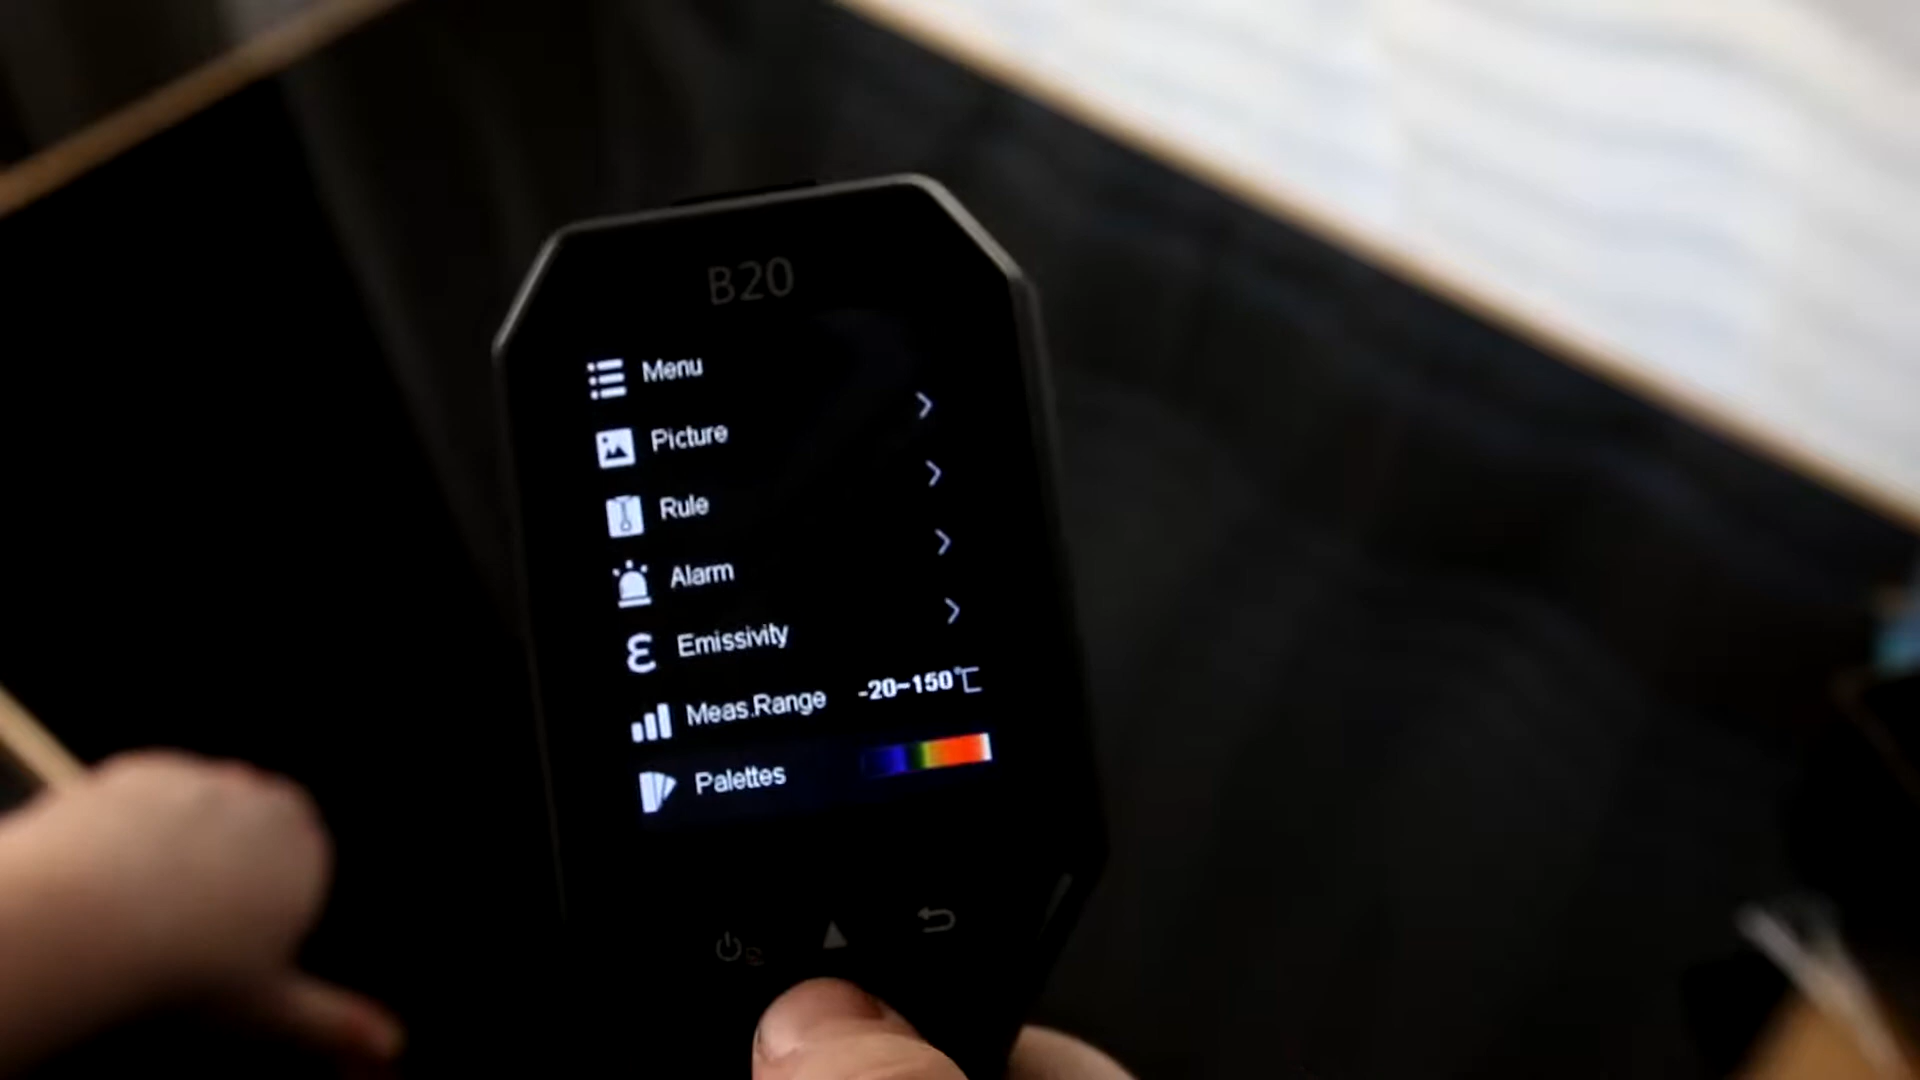 B20
Menu
Picture
Rule
Alarm
ε Emissivity
Meas.Range -20-150℃
Palettes